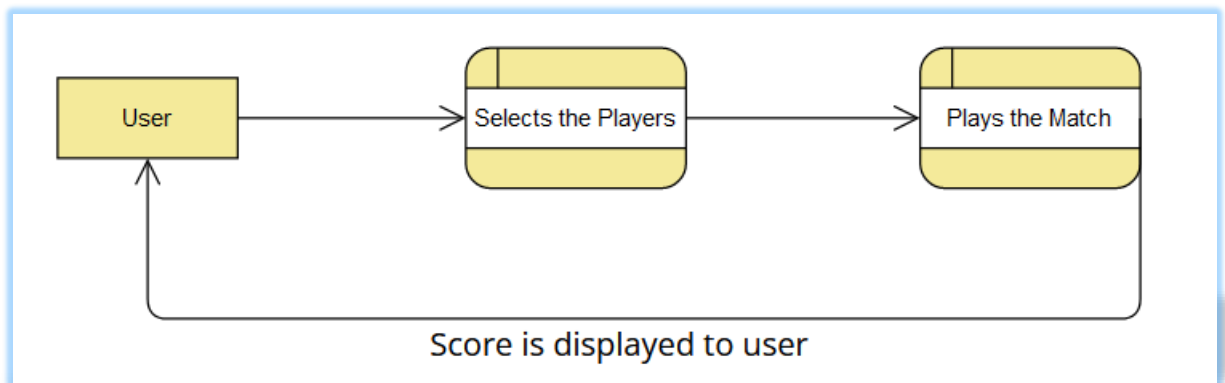 User
Selects the Players
Plays the Match
Score is displayed to user